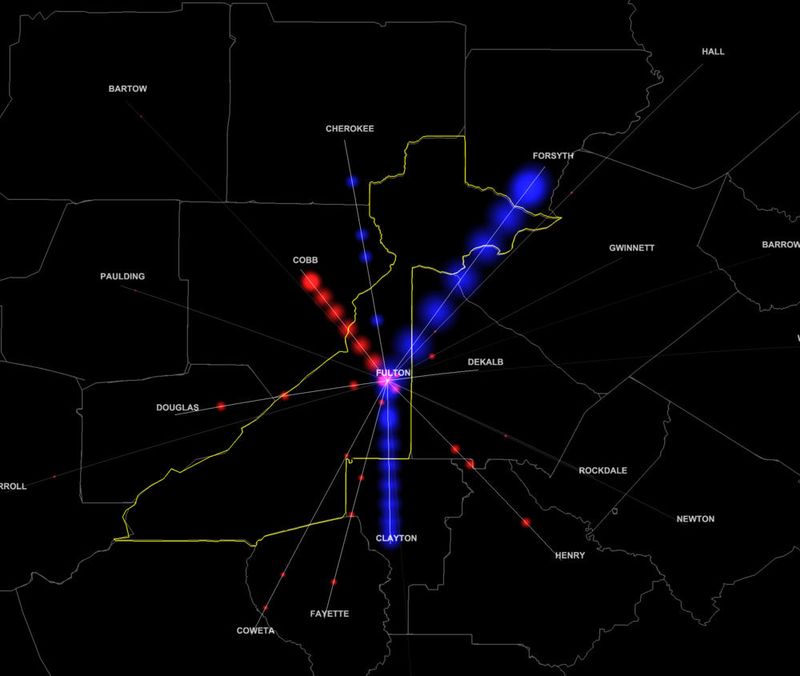 HALL
BARTOW
CHEROKEE
FORSYTH
GWINNETT
BARROW
COBB
PAULDING
DEKALB
FULTON
DOUGLAS
ROCKDALE
RROLL
NEWTON
CLAYTON
HENRY
FAYETTE
COWETA